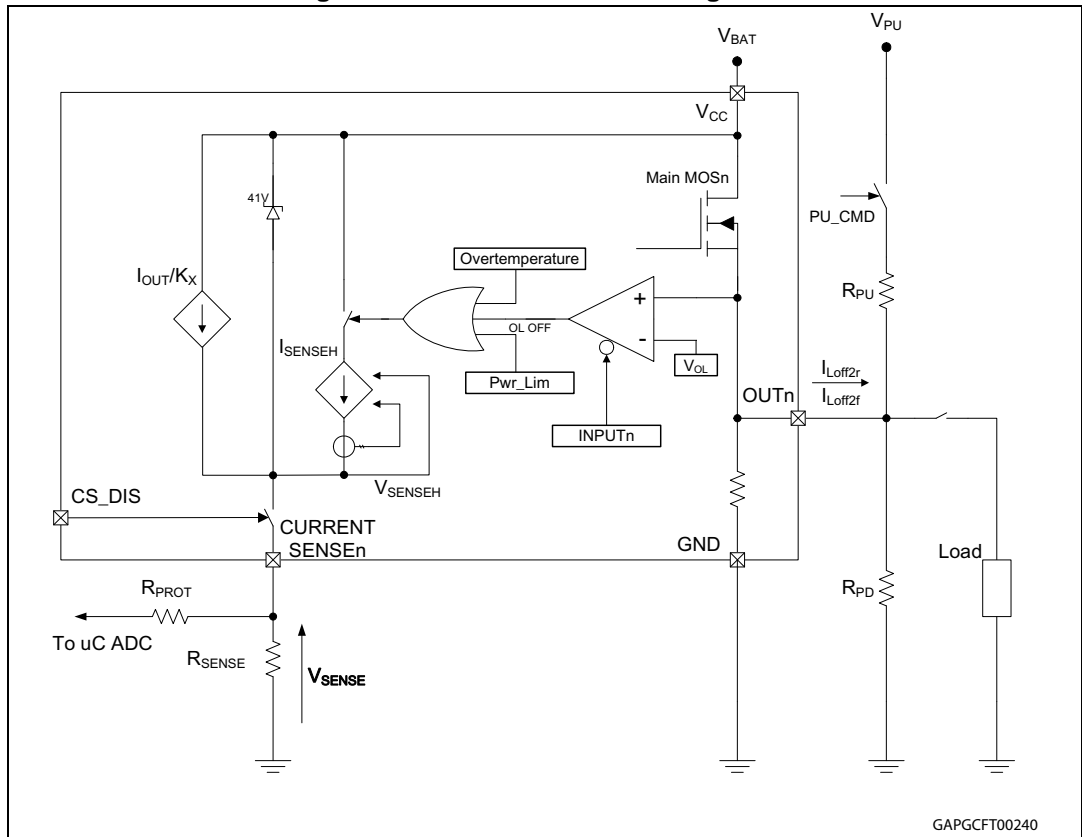 V_BAT
V_PU
V_CC
Main MOSn
41V
PU_CMD
Overtemperature
I_OUT/K_X
R_PU
+
OL OFF
-
I_SENSEH
V_OL
I_Loff2r
Pwr_Lim
OUTn
I_Loff2f
INPUTn
V_SENSEH
CS_DIS
CURRENT
SENSEn
GND
Load
R_PROT
R_PD
To uC ADC
R_SENSE
V_SENSE
GAPGCFT00240